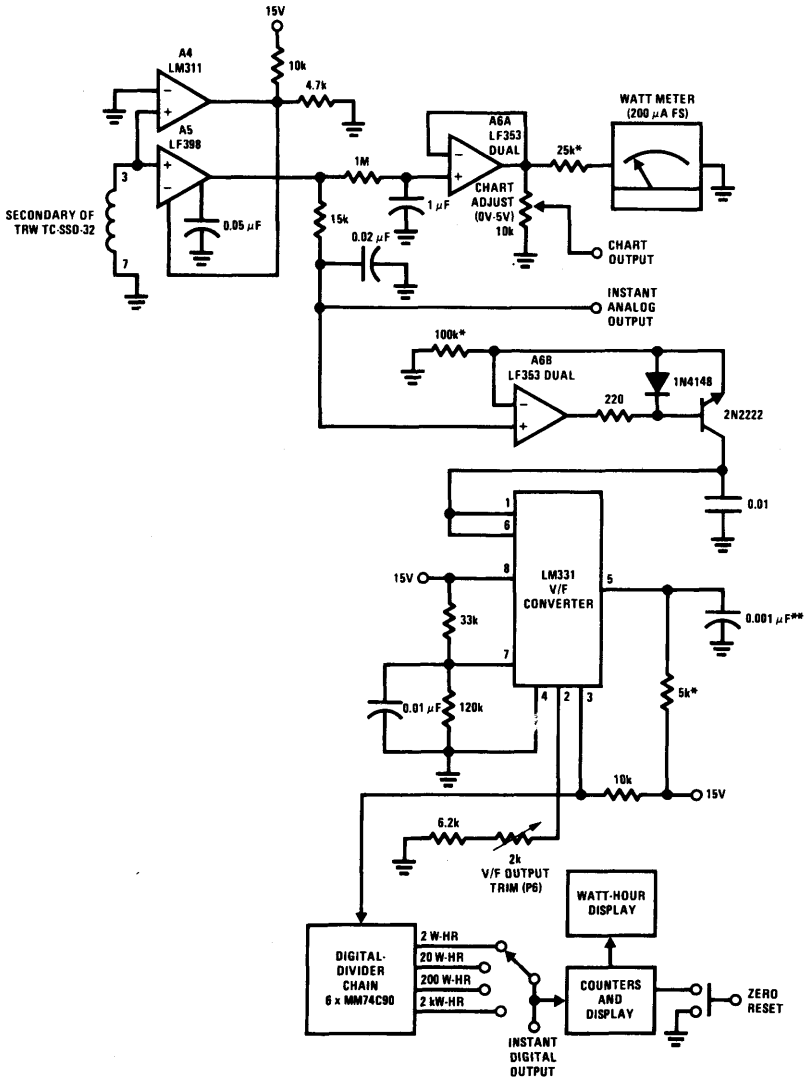 15V
A4
LM311
10k
4.7k
A5
LF398
3
7
SECONDARY OF
TRW TC-SSD-32
0.05 µF
1M
1 µF
15k
0.02 µF
A6A
LF353
DUAL
CHART
ADJUST
(0V-5V)
10k
25k*
WATT METER
(200 µA FS)
CHART
OUTPUT
INSTANT
ANALOG
OUTPUT
100k*
A6B
LF353 DUAL
220
1N4148
2N2222
0.01
1
6
8
7
4
2
3
5
LM331
V/F
CONVERTER
15V
33k
0.01 µF
120k
0.001 µF**
5k*
10k
15V
6.2k
2k
V/F OUTPUT
TRIM (P6)
DIGITAL-
DIVIDER
CHAIN
6 x MM74C90
2 W-HR
20 W-HR
200 W-HR
2 kW-HR
INSTANT
DIGITAL
OUTPUT
WATT-HOUR
DISPLAY
COUNTERS
AND
DISPLAY
ZERO
RESET